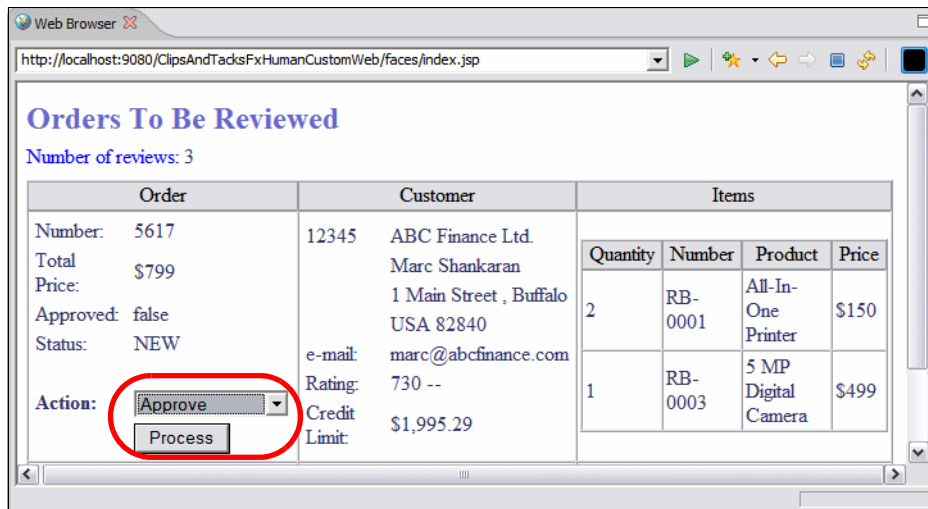 Web Browser
http://localhost:9080/ClipsAndTacksFxHumanCustomWeb/faces/index.jsp
Orders To Be Reviewed
Number of reviews: 3
Order Customer Items
Number: 5617
Total Price: $799
Approved: false
Status: NEW
Action: Approve
Process
12345 ABC Finance Ltd.
Marc Shankaran
1 Main Street , Buffalo
USA 82840
e-mail: marc@abcfinance.com
Rating: 730 --
Credit Limit: $1,995.29
Quantity Number Product Price
2 RB-0001 All-In-One Printer $150
1 RB-0003 5 MP Digital Camera $499